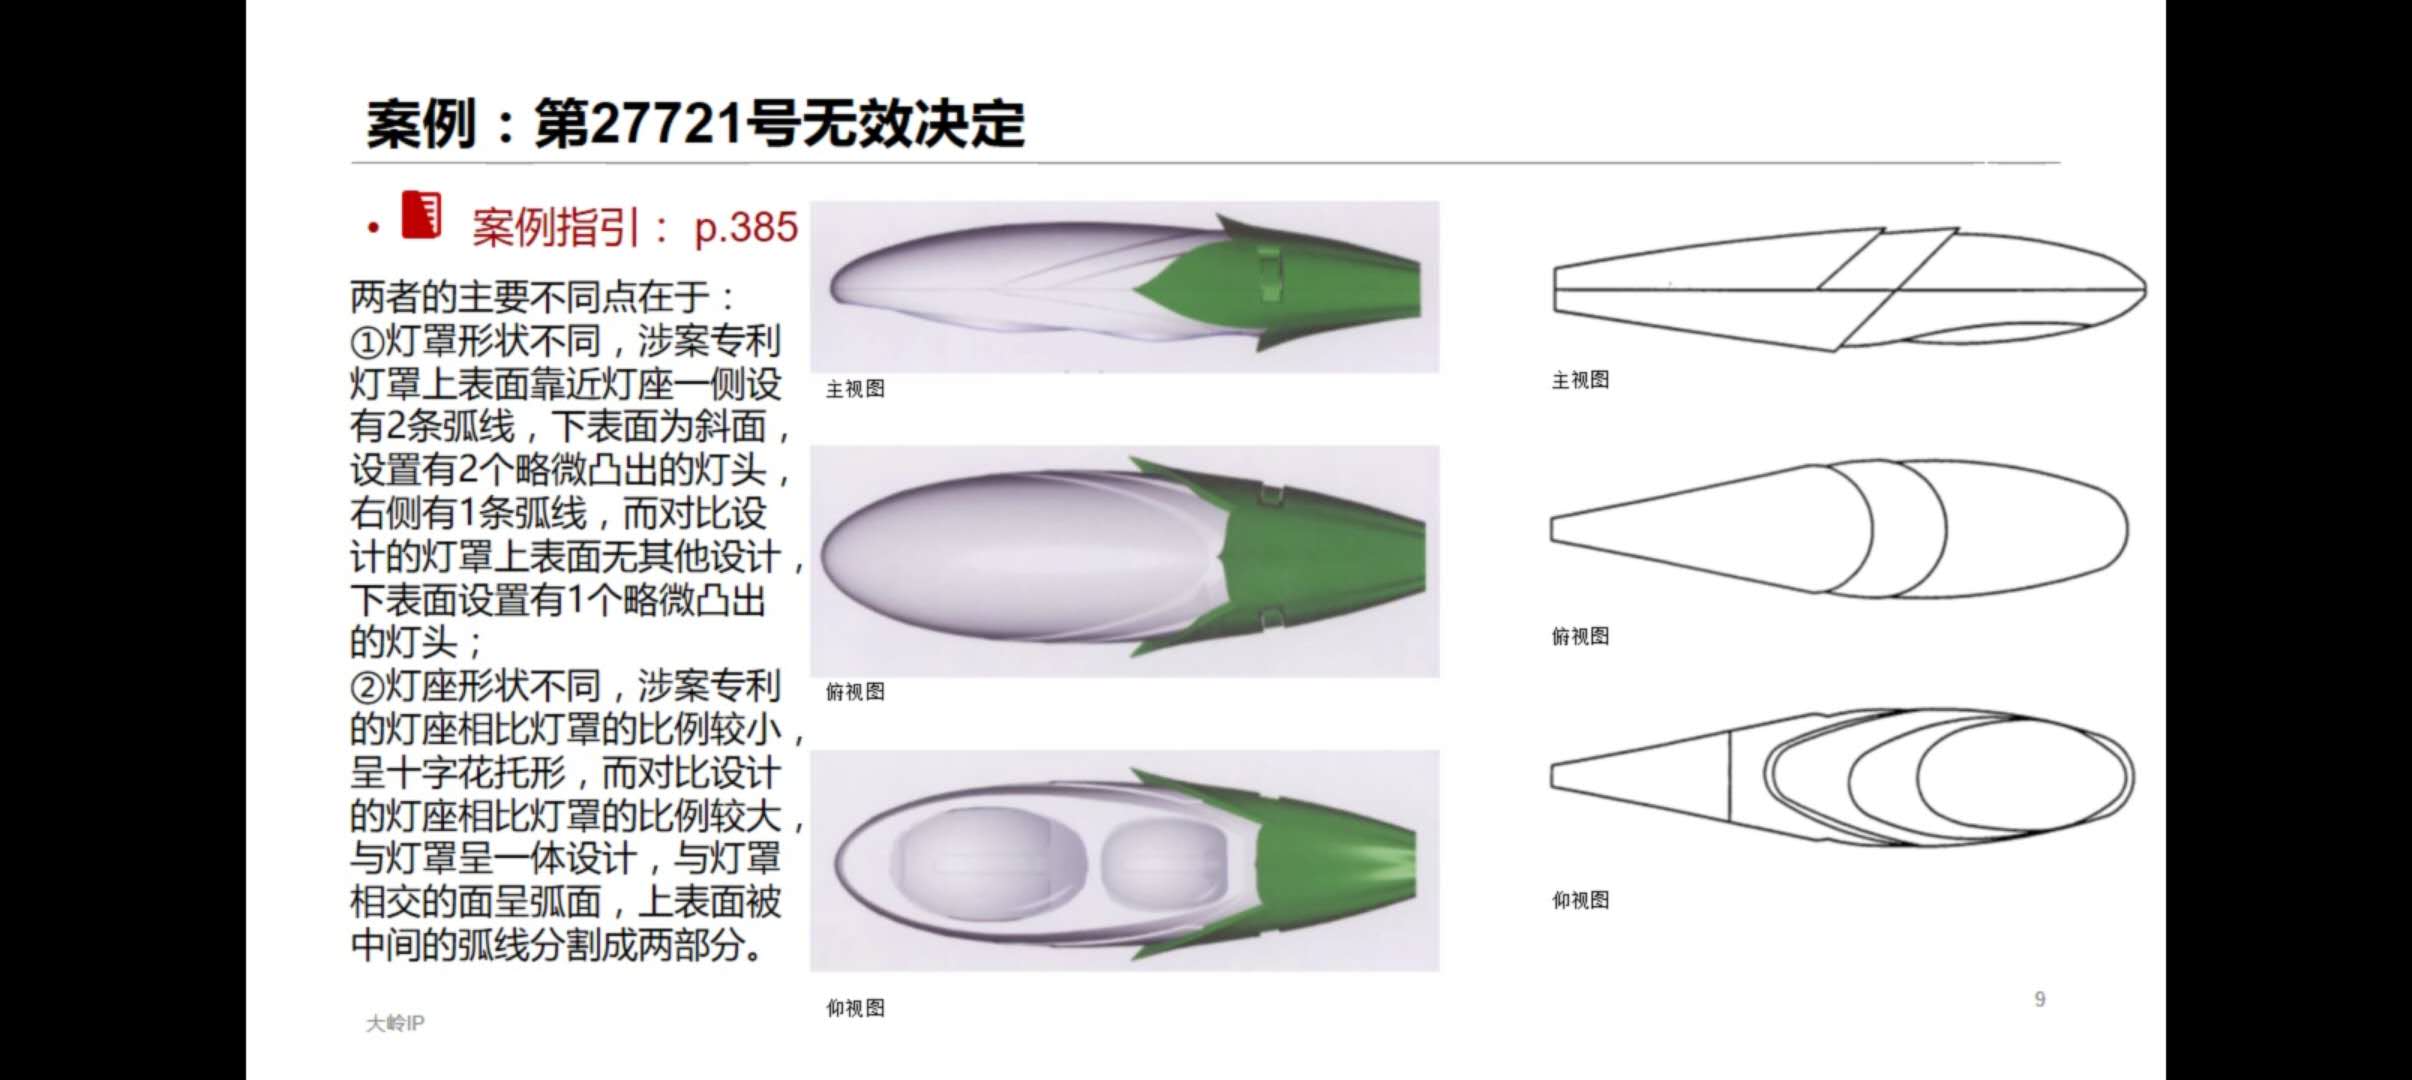 案例：第27721号无效决定
• 案例指引： p.385
两者的主要不同点在于：
①灯罩形状不同，涉案专利
灯罩上表面靠近灯座一侧设
有2条弧线，下表面为斜面，
设置有2个略微凸出的灯头，
右侧有1条弧线，而对比设
计的灯罩上表面无其他设计，
下表面设置有1个略微凸出
的灯头；
②灯座形状不同，涉案专利
的灯座相比灯罩的比例较小，
呈十字花托形，而对比设计
的灯座相比灯罩的比例较大，
与灯罩呈一体设计，与灯罩
相交的面呈弧面，上表面被
中间的弧线分割成两部分。
主视图
俯视图
仰视图
主视图
俯视图
仰视图
大岭IP
9